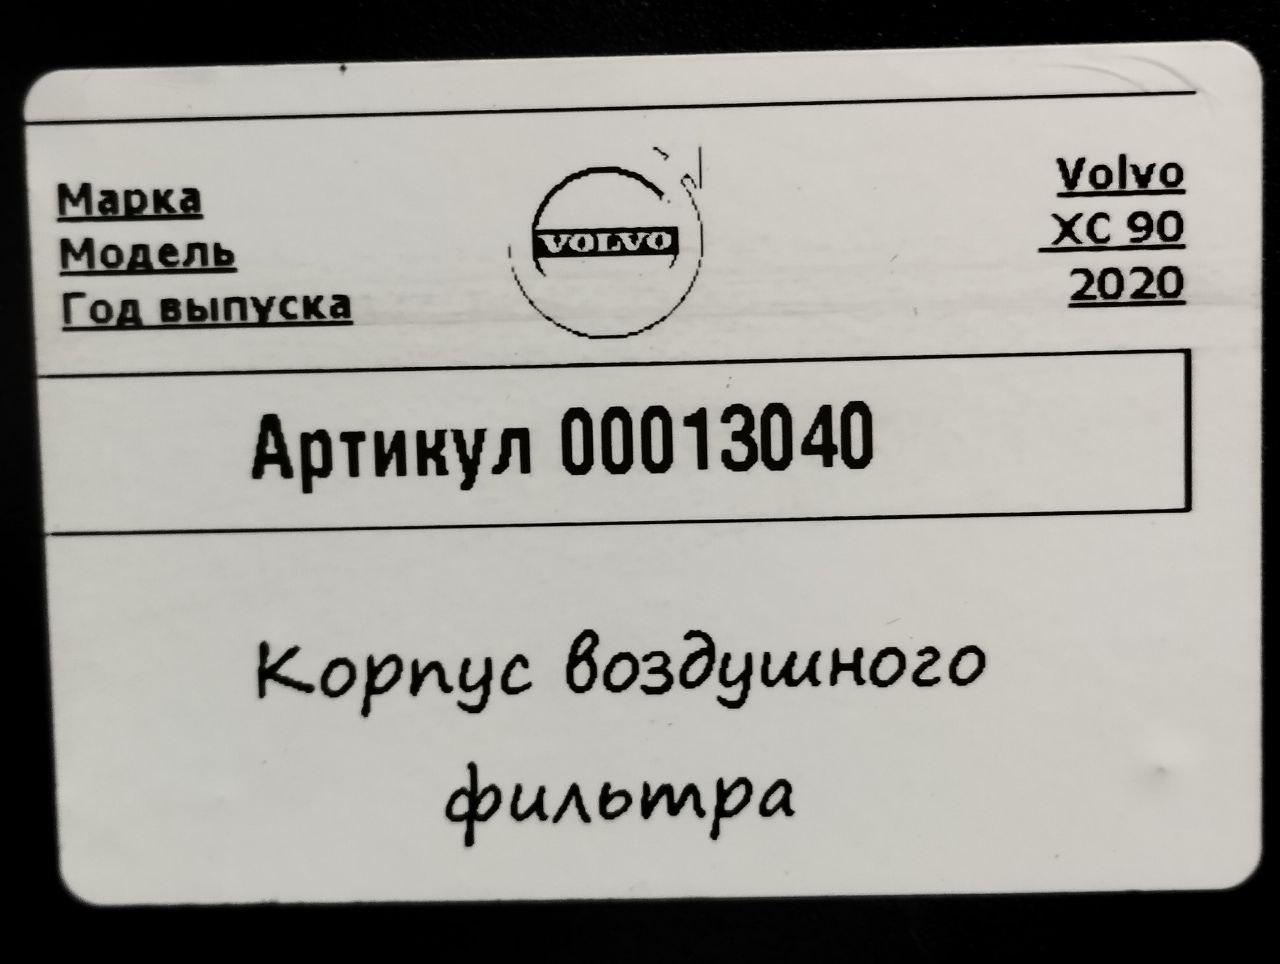 Марка
Volvo
Модель
XC 90
Год выпуска
2020
VOLVO
Артикул 00013040
Корпус воздушного
фильтра